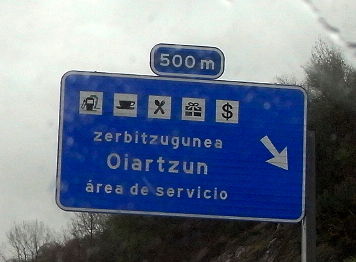 500 m
$
zerbitzugunea
Oiartzun
área de servicio